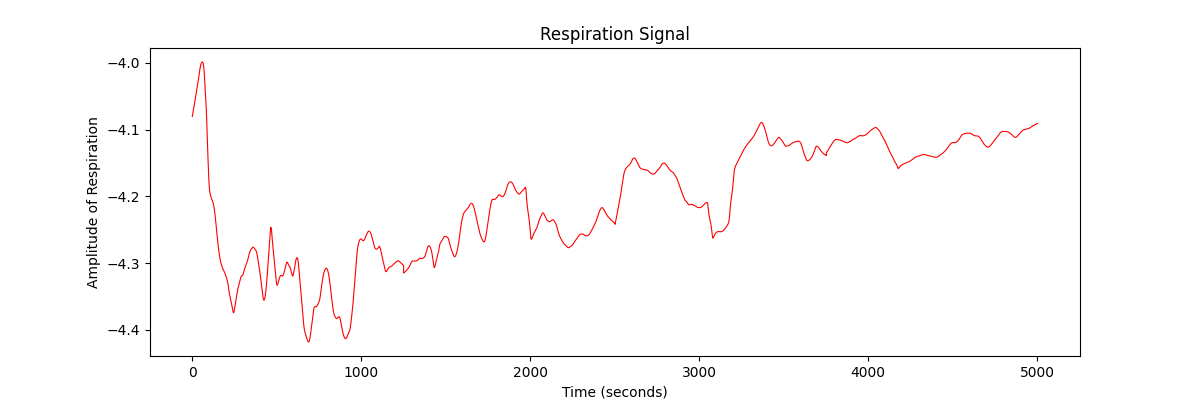 Respiration Signal
Amplitude of Respiration
−4.0
−4.1
−4.2
−4.3
−4.4
0 1000 2000 3000 4000 5000
Time (seconds)